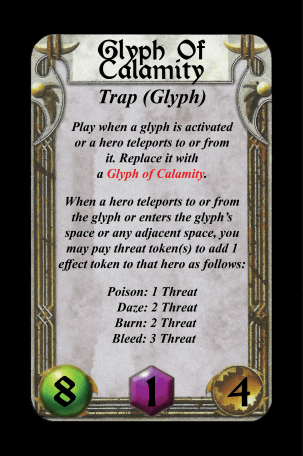 Glyph Of
Calamity
Trap (Glyph)
Play when a glyph is activated
or a hero teleports to or from
it. Replace it with
a Glyph of Calamity.
When a hero teleports to or from
the glyph or enters the glyph's
space or any adjacent space, you
may pay threat token(s) to add 1
effect token to that hero as follows:
Poison: 1 Threat
Daze: 2 Threat
Burn: 2 Threat
Bleed: 3 Threat
8 1 4